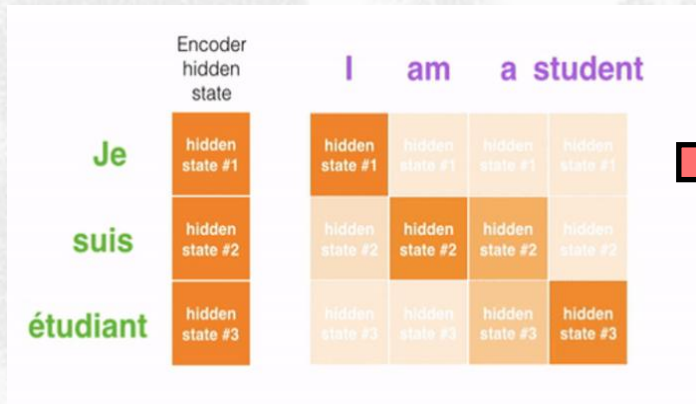 Encoder
hidden
state
I am a student
Je
hidden
state #1
hidden
state #1
hidden
state #1
hidden
state #1
hidden
state #1
suis
hidden
state #2
hidden
state #2
hidden
state #2
hidden
state #2
hidden
state #2
étudiant
hidden
state #3
hidden
state #3
hidden
state #3
hidden
state #3
hidden
state #3